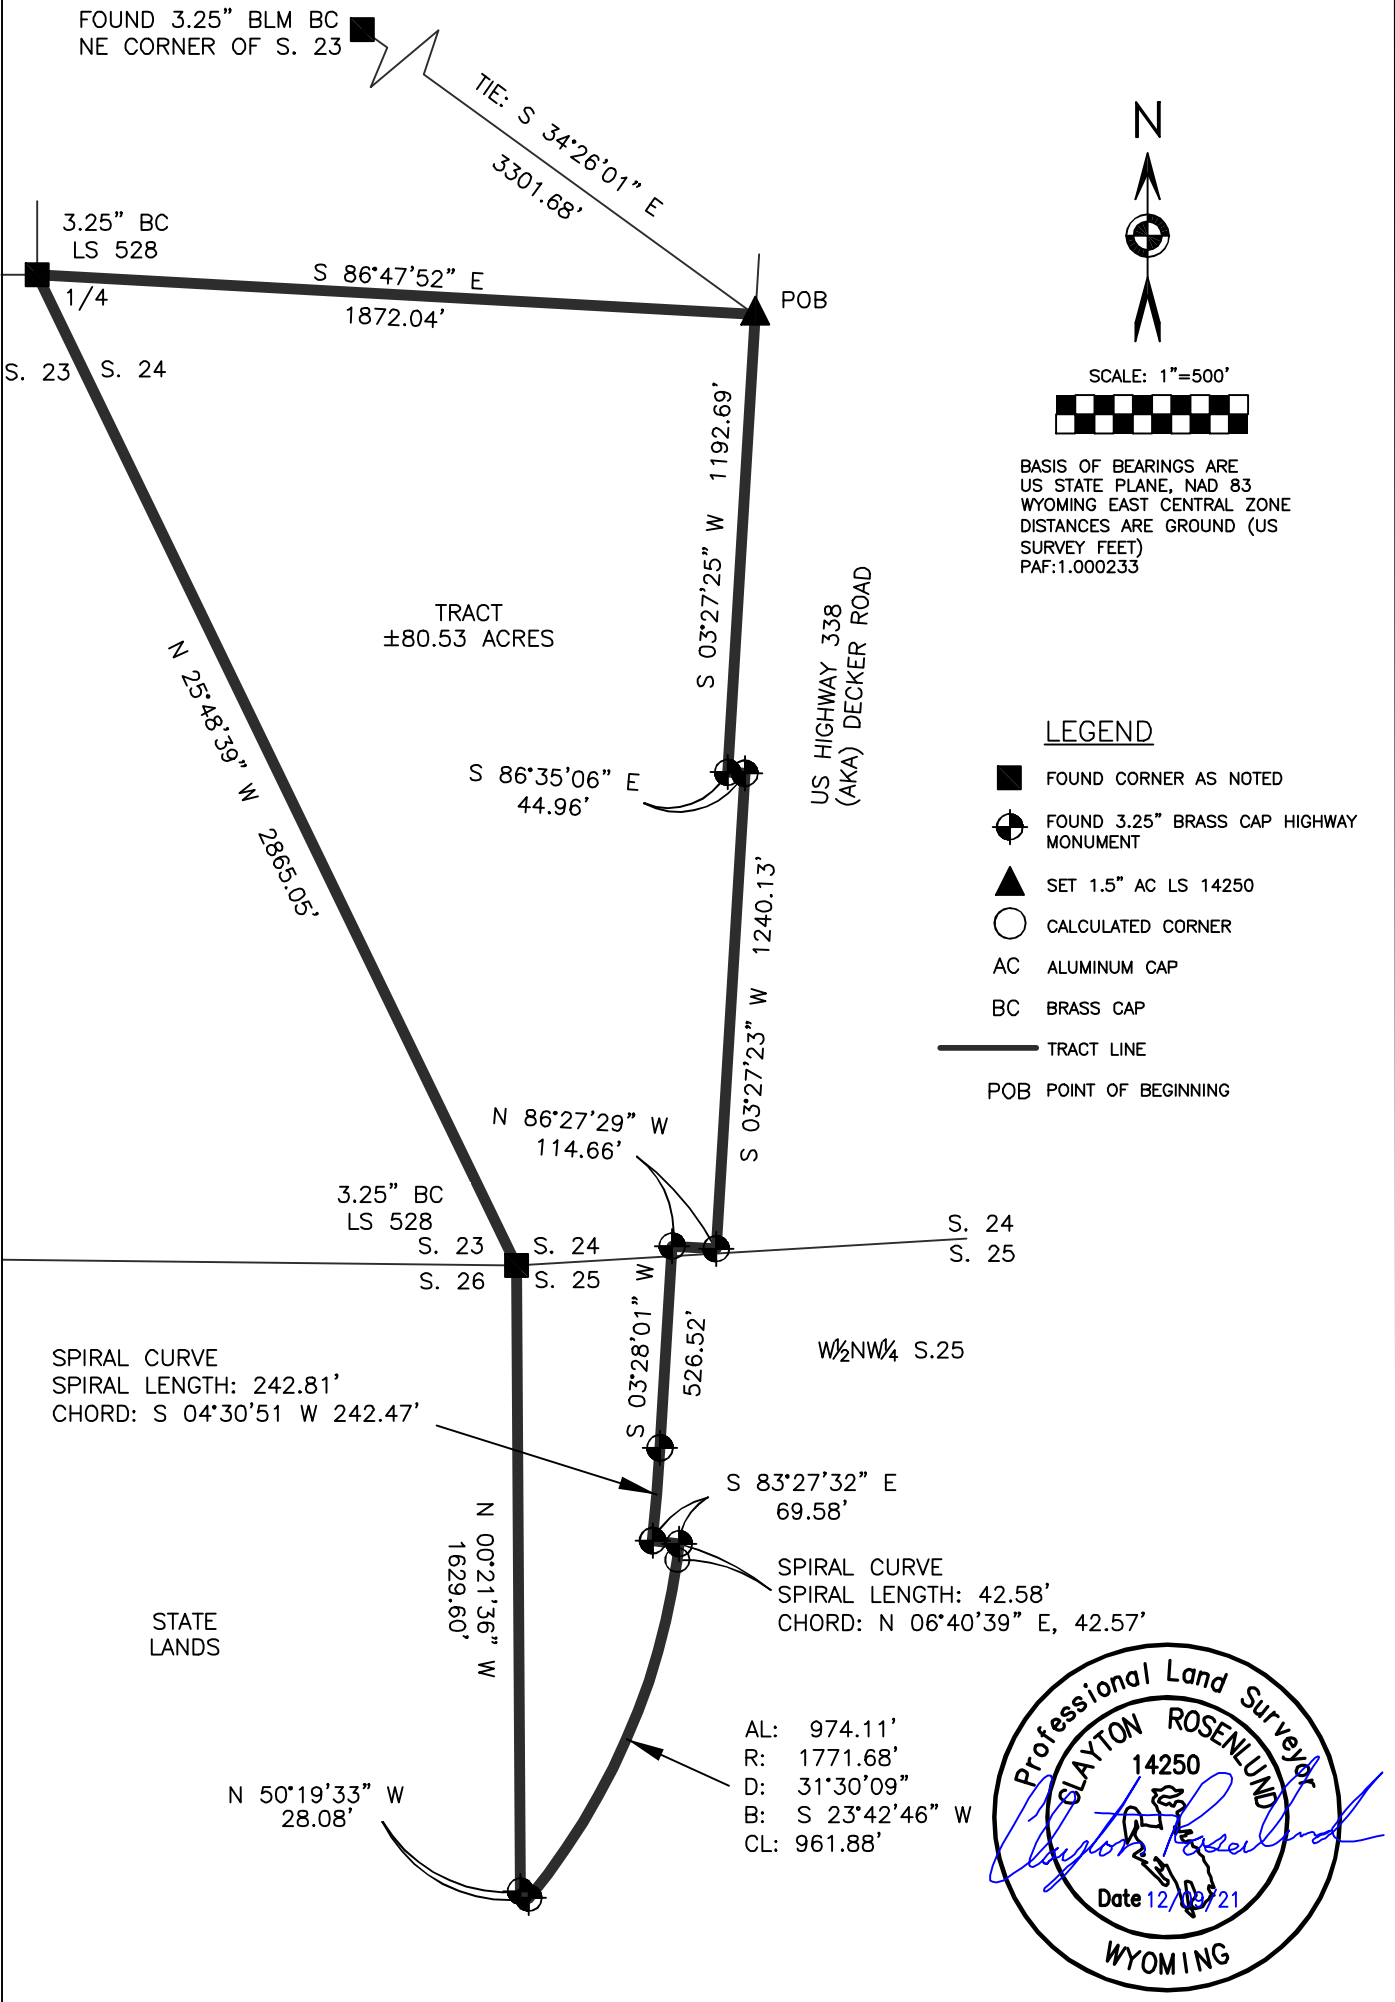 FOUND 3.25" BLM BC
NE CORNER OF S. 23
TIE: S 34°26'01" E
3301.68'
N
3.25" BC
LS 528
1/4
S 86°47'52" E
1872.04'
POB
S. 23
S. 24
SCALE: 1"=500'
BASIS OF BEARINGS ARE
US STATE PLANE, NAD 83
WYOMING EAST CENTRAL ZONE
DISTANCES ARE GROUND (US
SURVEY FEET)
PAF:1.000233
S 03°27'25" W 1192.69'
TRACT
±80.53 ACRES
US HIGHWAY 338
(AKA) DECKER ROAD
N 25°48'39" W 2865.05'
S 86°35'06" E
44.96'
LEGEND
FOUND CORNER AS NOTED
FOUND 3.25" BRASS CAP HIGHWAY
MONUMENT
SET 1.5" AC LS 14250
CALCULATED CORNER
AC ALUMINUM CAP
BC BRASS CAP
TRACT LINE
POB POINT OF BEGINNING
S 03°27'23" W 1240.13'
N 86°27'29" W
114.66'
3.25" BC
LS 528
S. 23
S. 24
S. 26
S. 25
S. 24
S. 25
W½NW¼ S.25
S 03°28'01" W
526.52'
SPIRAL CURVE
SPIRAL LENGTH: 242.81'
CHORD: S 04°30'51 W 242.47'
S 83°27'32" E
69.58'
SPIRAL CURVE
SPIRAL LENGTH: 42.58'
CHORD: N 06°40'39" E, 42.57'
N 00°21'36" W
1629.60'
STATE
LANDS
AL: 974.11'
R: 1771.68'
D: 31°30'09"
B: S 23°42'46" W
CL: 961.88'
N 50°19'33" W
28.08'
Professional Land Surveyor
CLAYTON ROSENLUND
14250
Clayton Rosenlund
Date 12/09/21
WYOMING